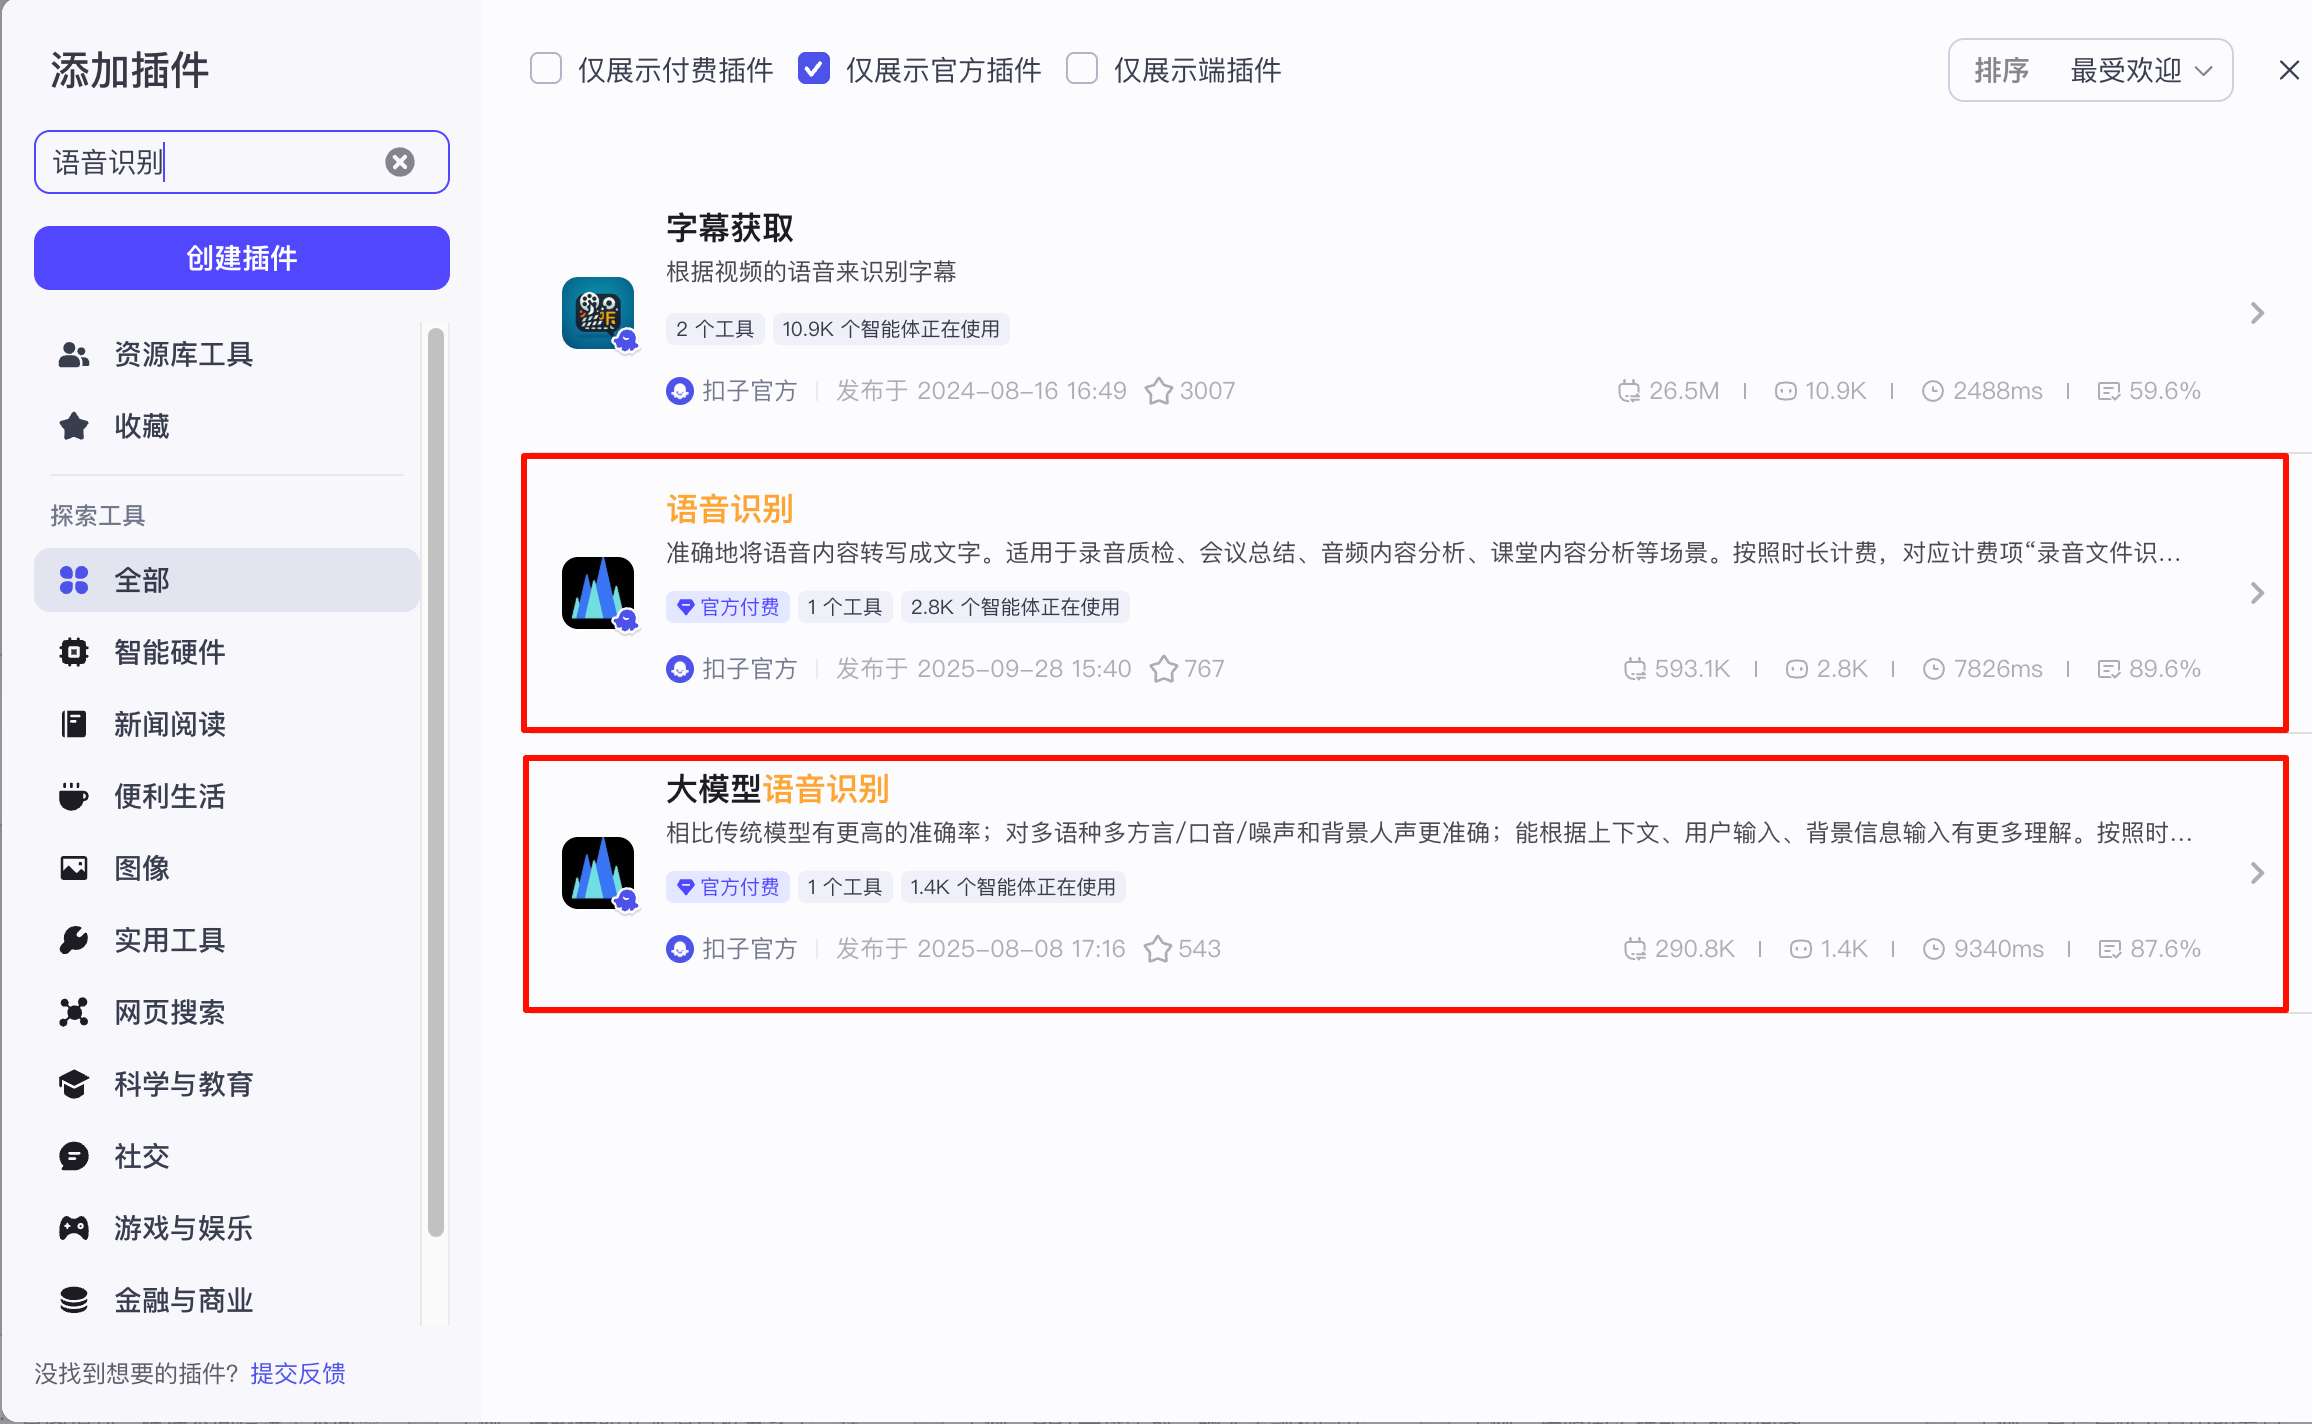 添加插件
语音识别
创建插件
资源库工具
收藏
探索工具
全部
智能硬件
新闻阅读
便利生活
图像
实用工具
网页搜索
科学与教育
社交
游戏与娱乐
金融与商业
没找到想要的插件？提交反馈
仅展示付费插件 仅展示官方插件 仅展示端插件 排序 最受欢迎
字幕获取
根据视频的语音来识别字幕
2 个工具 10.9K 个智能体正在使用
扣子官方 发布于 2024-08-16 16:49 3007 26.5M 10.9K 2488ms 59.6%
语音识别
准确地将语音内容转写成文字。适用于录音质检、会议总结、音频内容分析、课堂内容分析等场景。按照时长计费，对应计费项“录音文件识...
官方付费 1 个工具 2.8K 个智能体正在使用
扣子官方 发布于 2025-09-28 15:40 767 593.1K 2.8K 7826ms 89.6%
大模型语音识别
相比传统模型有更高的准确率；对多语种多方言/口音/噪声和背景人声更准确；能根据上下文、用户输入、背景信息输入有更多理解。按照时...
官方付费 1 个工具 1.4K 个智能体正在使用
扣子官方 发布于 2025-08-08 17:16 543 290.8K 1.4K 9340ms 87.6%